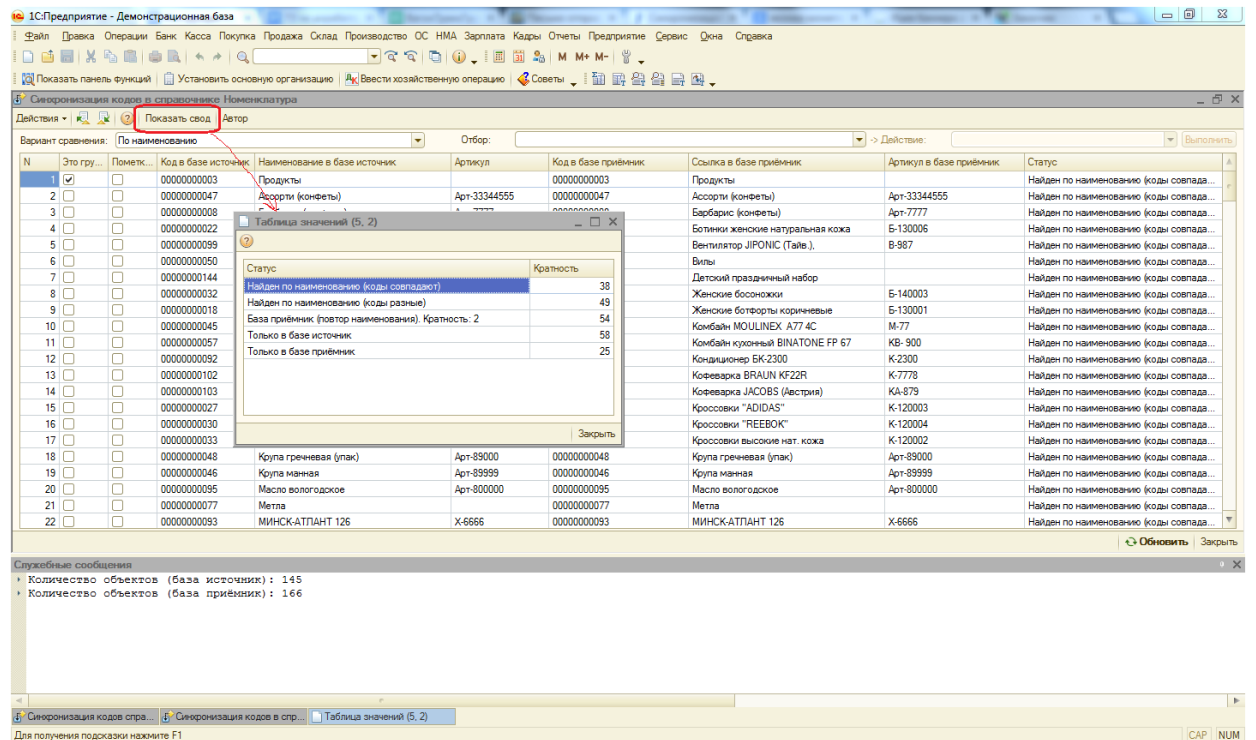 1С:Предприятие - Демонстрационная база
Файл Правка Операции Банк Касса Покупка Продажа Склад Производство ОС НМА Зарплата Кадры Отчеты Предприятие Сервис Окна Справка
M M+ M-
Показать панель функций Установить основную организацию Ввести хозяйственную операцию Советы
Синхронизация кодов в справочнике Номенклатура
Действия Показать свод Автор
Вариант сравнения: По наименованию Отбор: -> Действие: Выполнить
N Это гру... Пометк... Код в базе источник Наименование в базе источник Артикул Код в базе приёмник Ссылка в базе приёмник Артикул в базе приёмник Статус
1 00000000003 Продукты 00000000003 Продукты Найден по наименованию (коды совпада...
2 00000000047 Ассорти (конфеты) Арт-33344555 00000000047 Ассорти (конфеты) Арт-33344555 Найден по наименованию (коды совпада...
3 00000000008 Барбарис (конфеты) Арт-7777 Найден по наименованию (коды совпада...
4 00000000022 Ботинки женские натуральная кожа Б-130006 Найден по наименованию (коды совпада...
5 00000000099 Вентилятор JIPONIC (Тайв.), В-987 Найден по наименованию (коды совпада...
6 00000000050 Вилы Найден по наименованию (коды совпада...
7 00000000144 Детский праздничный набор Найден по наименованию (коды совпада...
8 00000000032 Женские босоножки Б-140003 Найден по наименованию (коды совпада...
9 00000000018 Женские ботфорты коричневые Б-130001 Найден по наименованию (коды совпада...
10 00000000045 Комбайн MOULINEX A77 4C М-77 Найден по наименованию (коды совпада...
11 00000000057 Комбайн кухонный BINATONE FP 67 КВ- 900 Найден по наименованию (коды совпада...
12 00000000092 Кондиционер БК-2300 К-2300 Найден по наименованию (коды совпада...
13 00000000102 Кофеварка BRAUN KF22R К-7778 Найден по наименованию (коды совпада...
14 00000000103 Кофеварка JACOBS (Австрия) КА-879 Найден по наименованию (коды совпада...
15 00000000027 Кроссовки "ADIDAS" К-120003 Найден по наименованию (коды совпада...
16 00000000030 Кроссовки "REEBOK" К-120004 Найден по наименованию (коды совпада...
17 00000000033 Кроссовки высокие нат. кожа К-120002 Найден по наименованию (коды совпада...
18 00000000048 Крупа гречневая (упак) Арт-89000 00000000048 Крупа гречневая (упак) Арт-89000 Найден по наименованию (коды совпада...
19 00000000046 Крупа манная Арт-89999 00000000046 Крупа манная Арт-89999 Найден по наименованию (коды совпада...
20 00000000095 Масло вологодское Арт-800000 00000000095 Масло вологодское Арт-800000 Найден по наименованию (коды совпада...
21 00000000077 Метла 00000000077 Метла Найден по наименованию (коды совпада...
22 00000000093 МИНСК-АТЛАНТ 126 Х-6666 00000000093 МИНСК-АТЛАНТ 126 Х-6666 Найден по наименованию (коды совпада...
Таблица значений (5, 2)
Статус Кратность
Найден по наименованию (коды совпадают) 38
Найден по наименованию (коды разные) 49
База приёмник (повтор наименования). Кратность: 2 54
Только в базе источник 58
Только в базе приёмник 25
Закрыть
Обновить Закрыть
Служебные сообщения
Количество объектов (база источник): 145
Количество объектов (база приёмник): 166
Синхронизация кодов спра... Синхронизация кодов в спр... Таблица значений (5, 2)
Для получения подсказки нажмите F1 CAP NUM